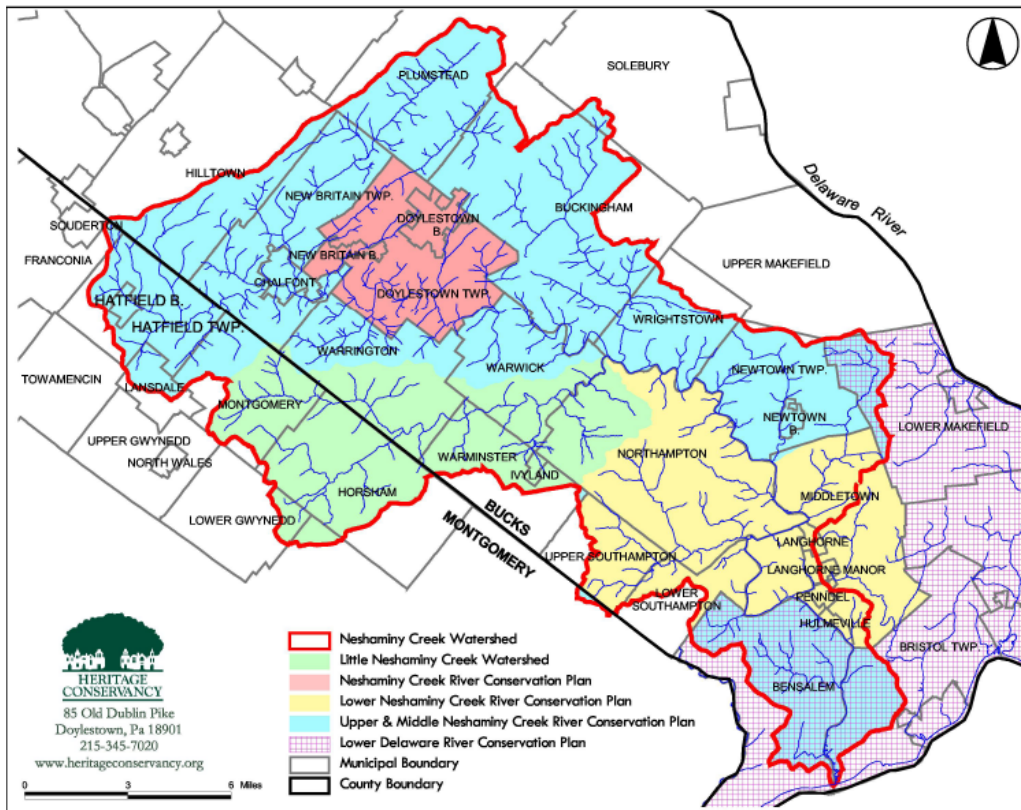 PLUMSTEAD
SOLEBURY
HILLTOWN
NEW BRITAIN TWP.
DOYLESTOWN
B.
BUCKINGHAM
Delaware River
SOUDERTON
FRANCONIA
NEW BRITAIN B.
CHALFONT
UPPER MAKEFIELD
HATFIELD B.
DOYLESTOWN TWP.
HATFIELD TWP.
WRIGHTSTOWN
WARRINGTON
WARWICK
NEWTOWN TWP.
TOWAMENCIN
LANSDALE
MONTGOMERY
NEWTOWN
B.
LOWER MAKEFIELD
UPPER GWYNEDD
NORTH WALES
WARMINSTER
IVYLAND
NORTHAMPTON
HORSHAM
MIDDLETOWN
LOWER GWYNEDD
BUCKS
MONTGOMERY
UPPER SOUTHAMPTON
LANGHORNE
LANGHORNE MANOR
LOWER
SOUTHAMPTON
PENNDEL
HULMEVILLE
BRISTOL TWP.
BENSALEM
HERITAGE
CONSERVANCY
85 Old Dublin Pike
Doylestown, Pa 18901
215-345-7020
www.heritageconservancy.org
0 3 6 Miles
Neshaminy Creek Watershed
Little Neshaminy Creek Watershed
Neshaminy Creek River Conservation Plan
Lower Neshaminy Creek River Conservation Plan
Upper & Middle Neshaminy Creek River Conservation Plan
Lower Delaware River Conservation Plan
Municipal Boundary
County Boundary